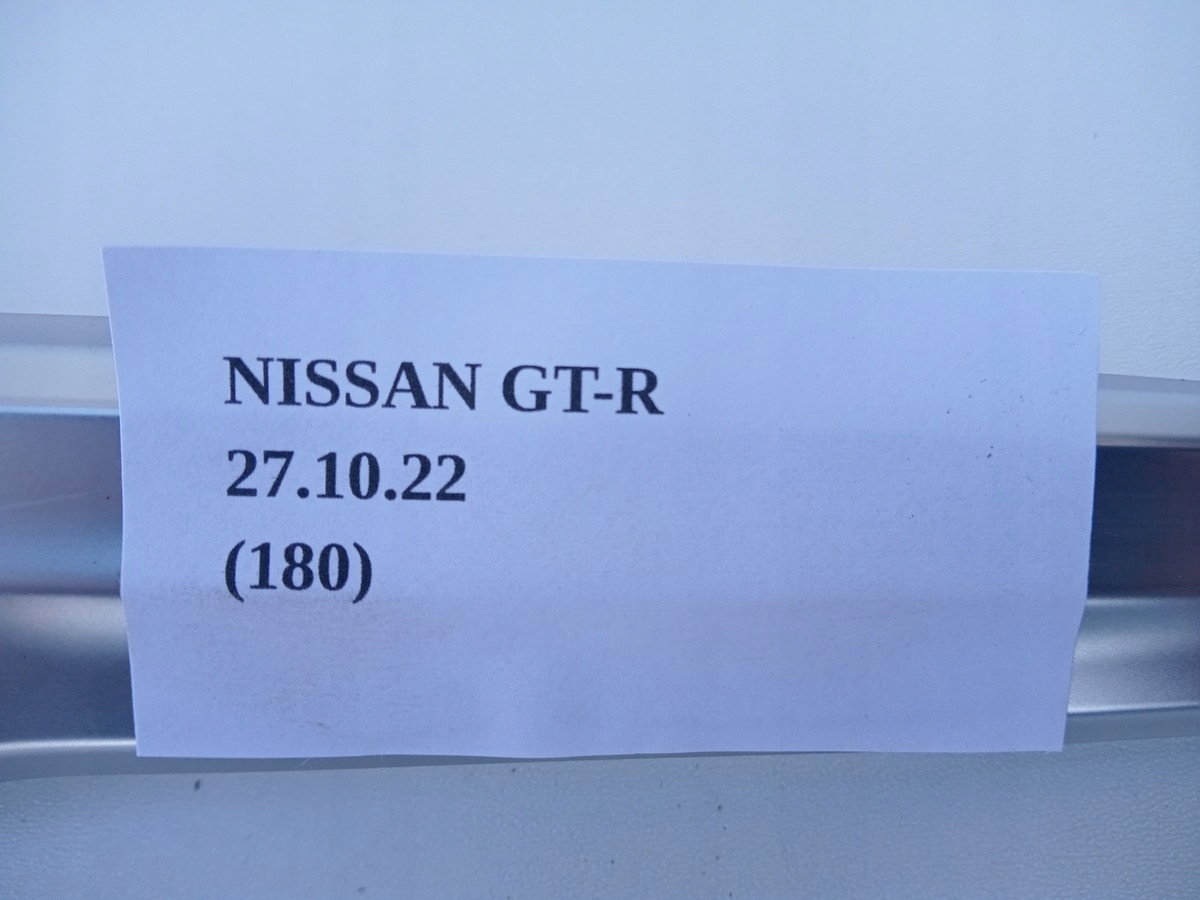 NISSAN GT-R
27.10.22
(180)